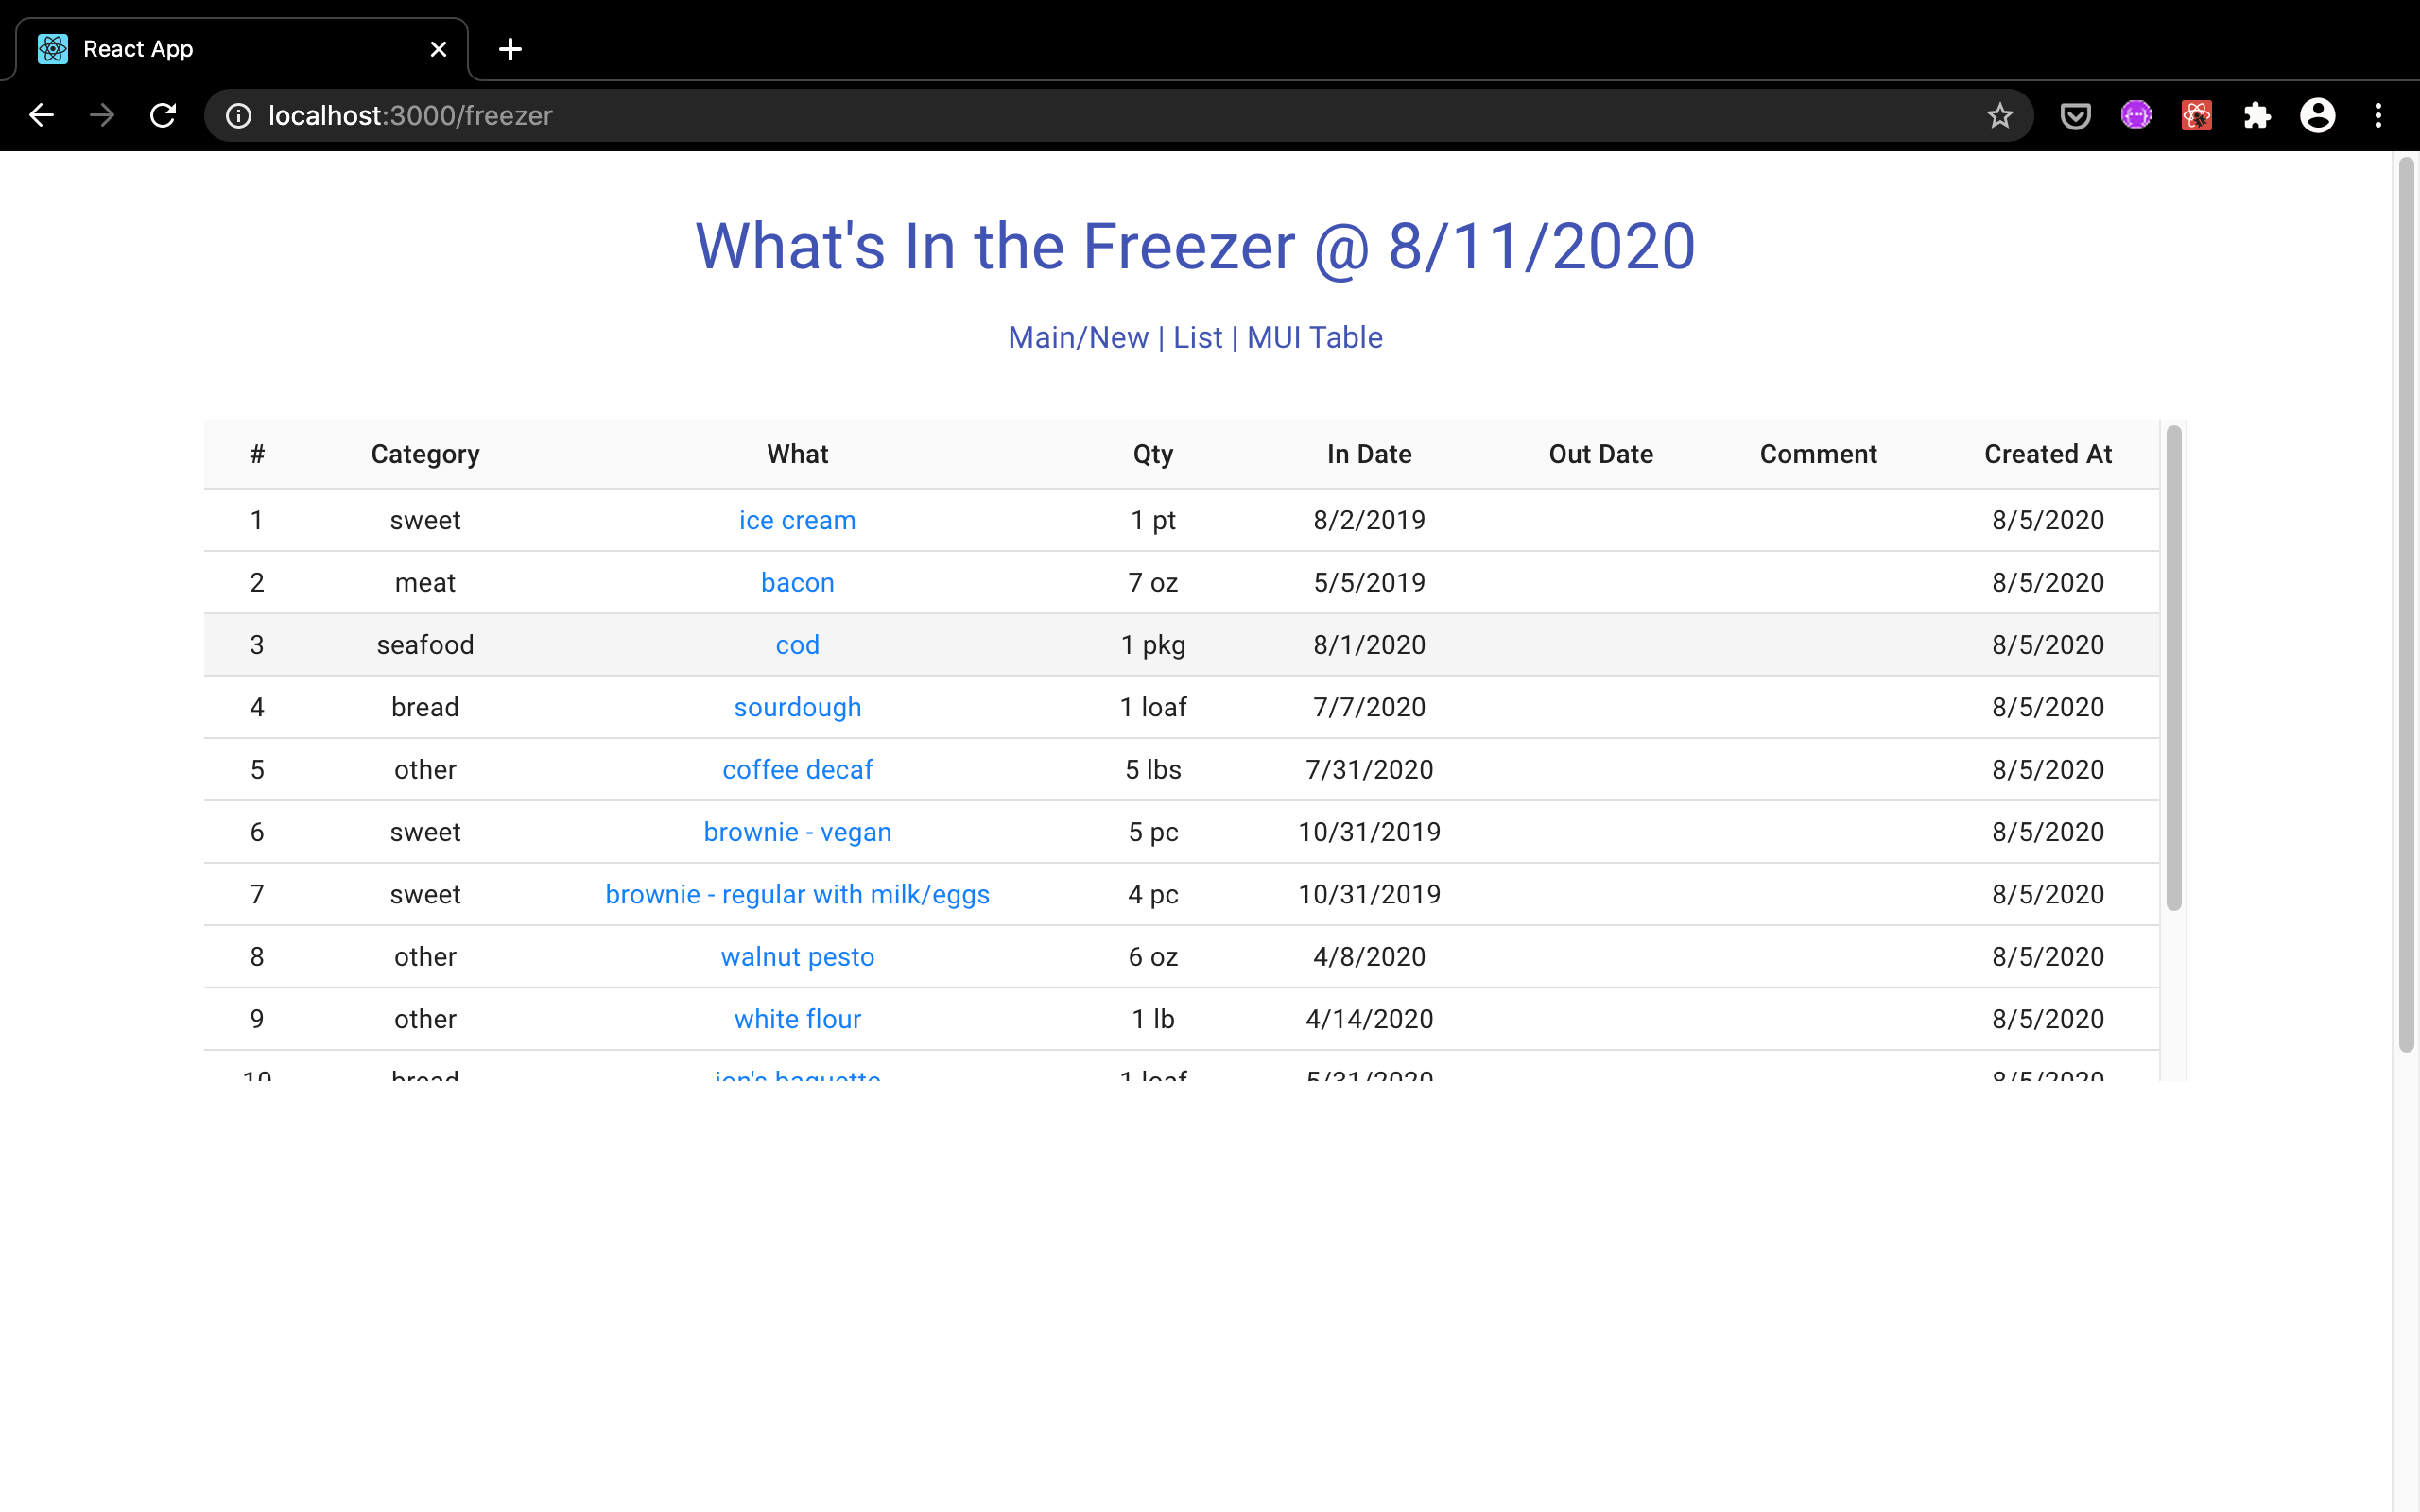 React App
localhost:3000/freezer
What's In the Freezer @ 8/11/2020
Main/New | List | MUI Table
# Category What Qty In Date Out Date Comment Created At
1 sweet ice cream 1 pt 8/2/2019 8/5/2020
2 meat bacon 7 oz 5/5/2019 8/5/2020
3 seafood cod 1 pkg 8/1/2020 8/5/2020
4 bread sourdough 1 loaf 7/7/2020 8/5/2020
5 other coffee decaf 5 lbs 7/31/2020 8/5/2020
6 sweet brownie - vegan 5 pc 10/31/2019 8/5/2020
7 sweet brownie - regular with milk/eggs 4 pc 10/31/2019 8/5/2020
8 other walnut pesto 6 oz 4/8/2020 8/5/2020
9 other white flour 1 lb 4/14/2020 8/5/2020
10 bread jon's baguette 1 loaf 5/31/2020 8/5/2020